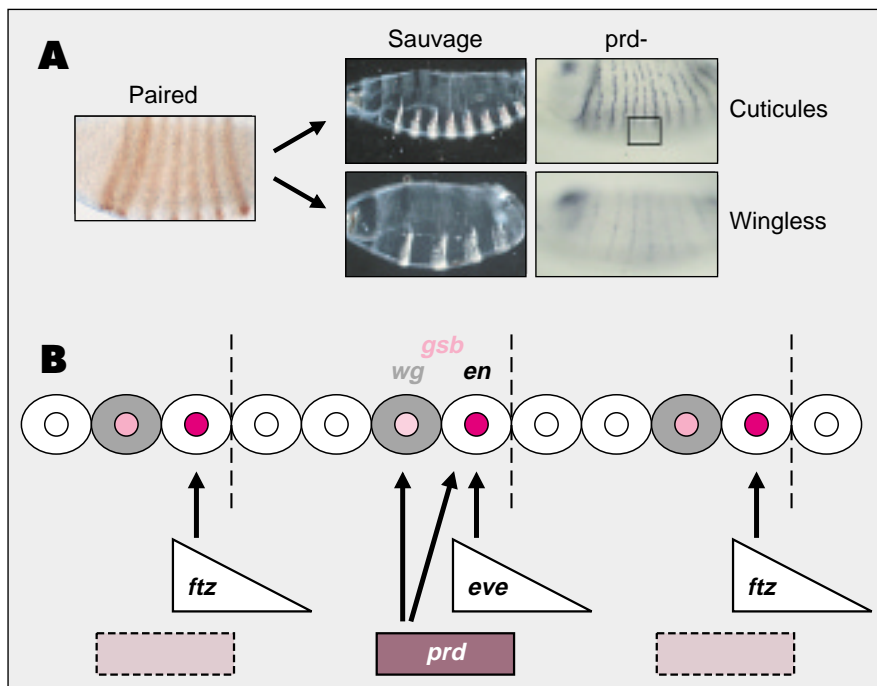 A
Sauvage prd-
Paired
Cuticules
Wingless
B
gsb
wg en
ftz eve ftz
prd